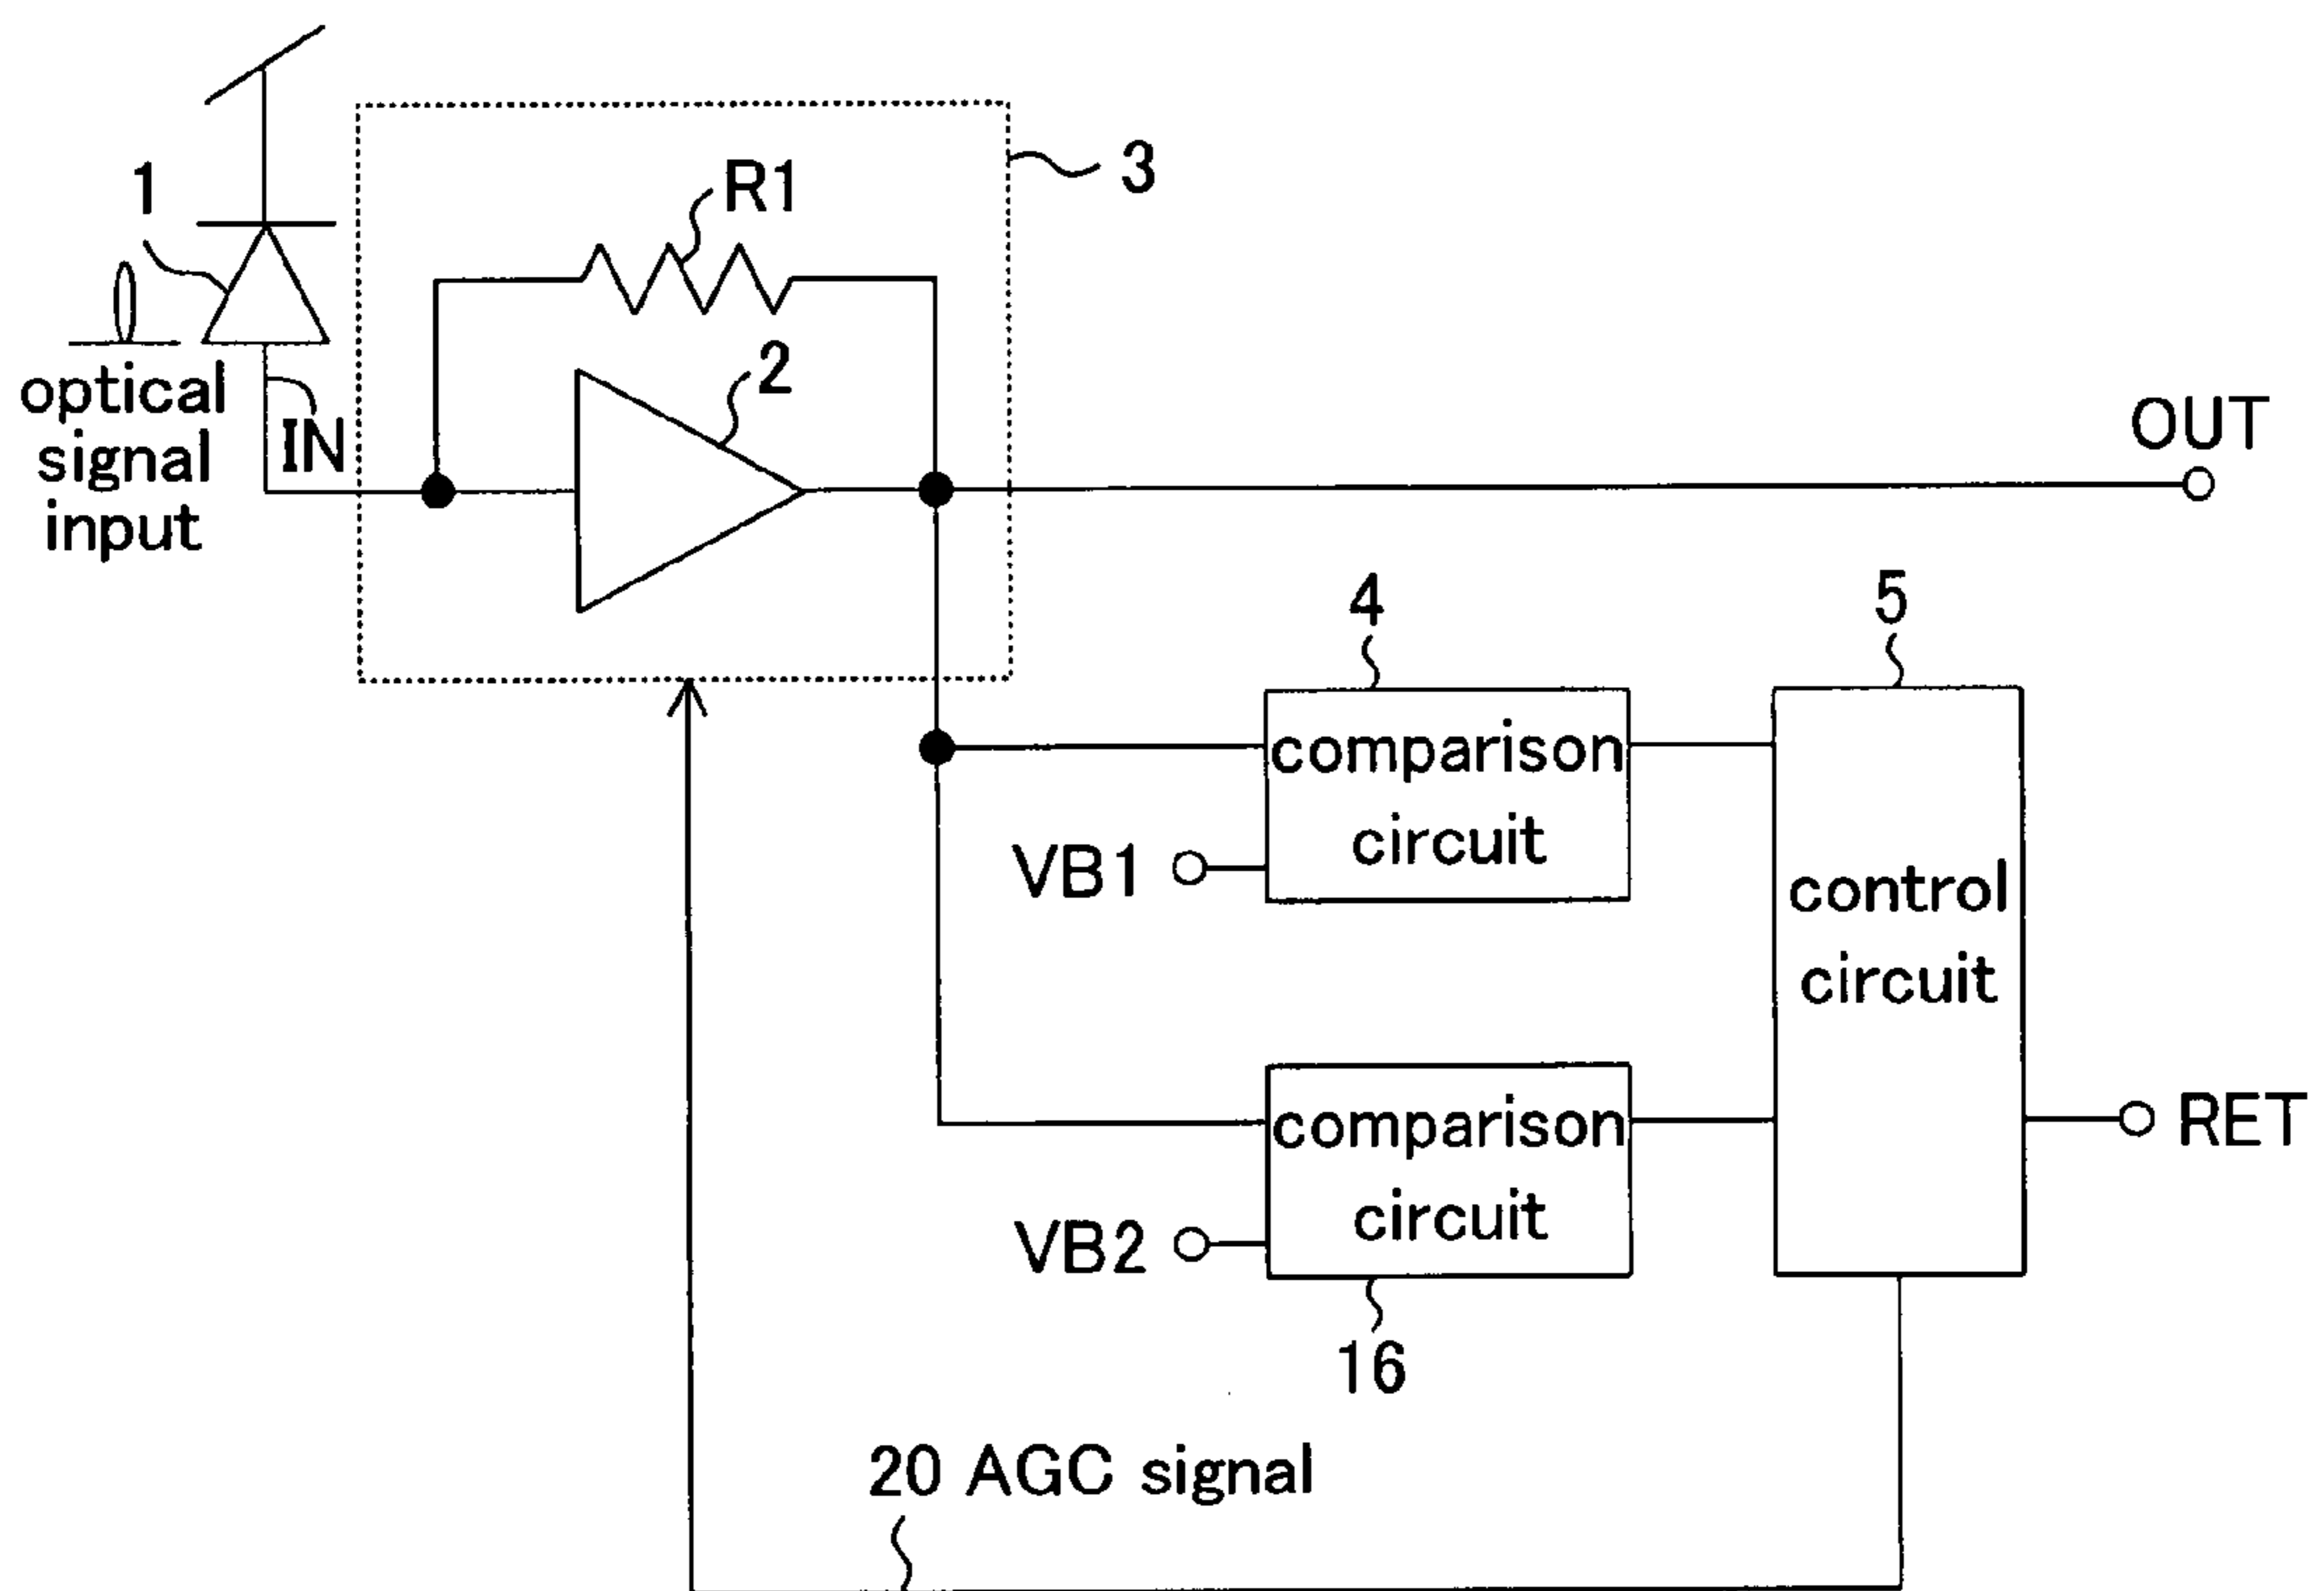 1
R1
3
2
optical
signal
input
IN
OUT
4
5
comparison
circuit
VB1
control
circuit
comparison
circuit
VB2
RET
16
20 AGC signal